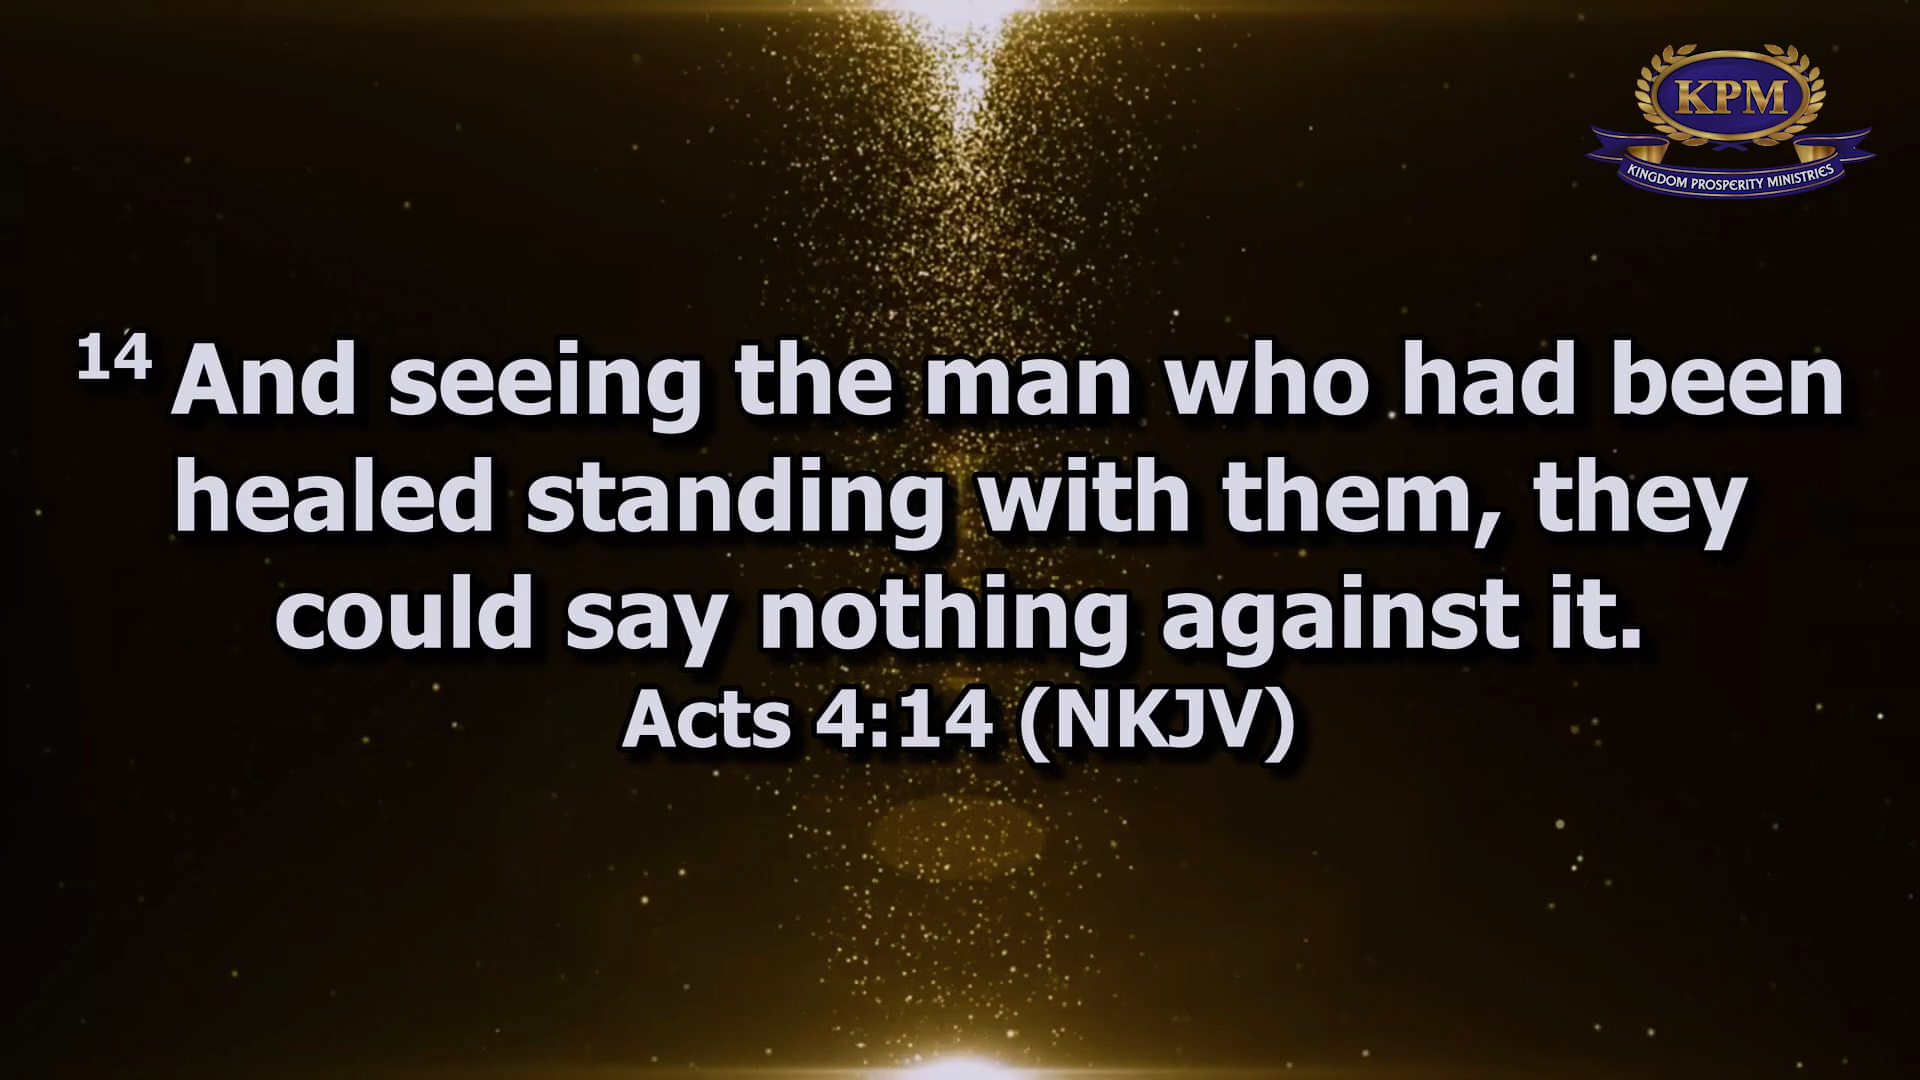 KPM
KINGDOM PROSPERITY MINISTRIES
14 And seeing the man who had been
healed standing with them, they
could say nothing against it.
Acts 4:14 (NKJV)